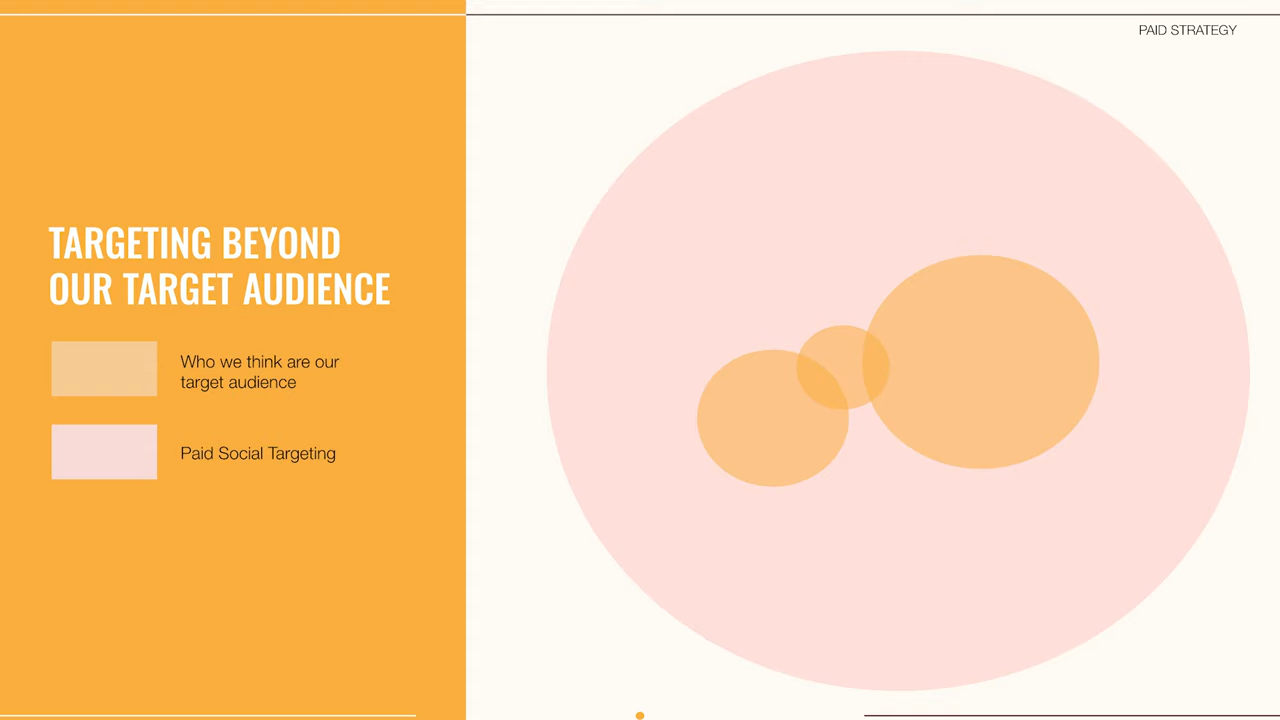 PAID STRATEGY
TARGETING BEYOND
OUR TARGET AUDIENCE
Who we think are our
target audience
Paid Social Targeting